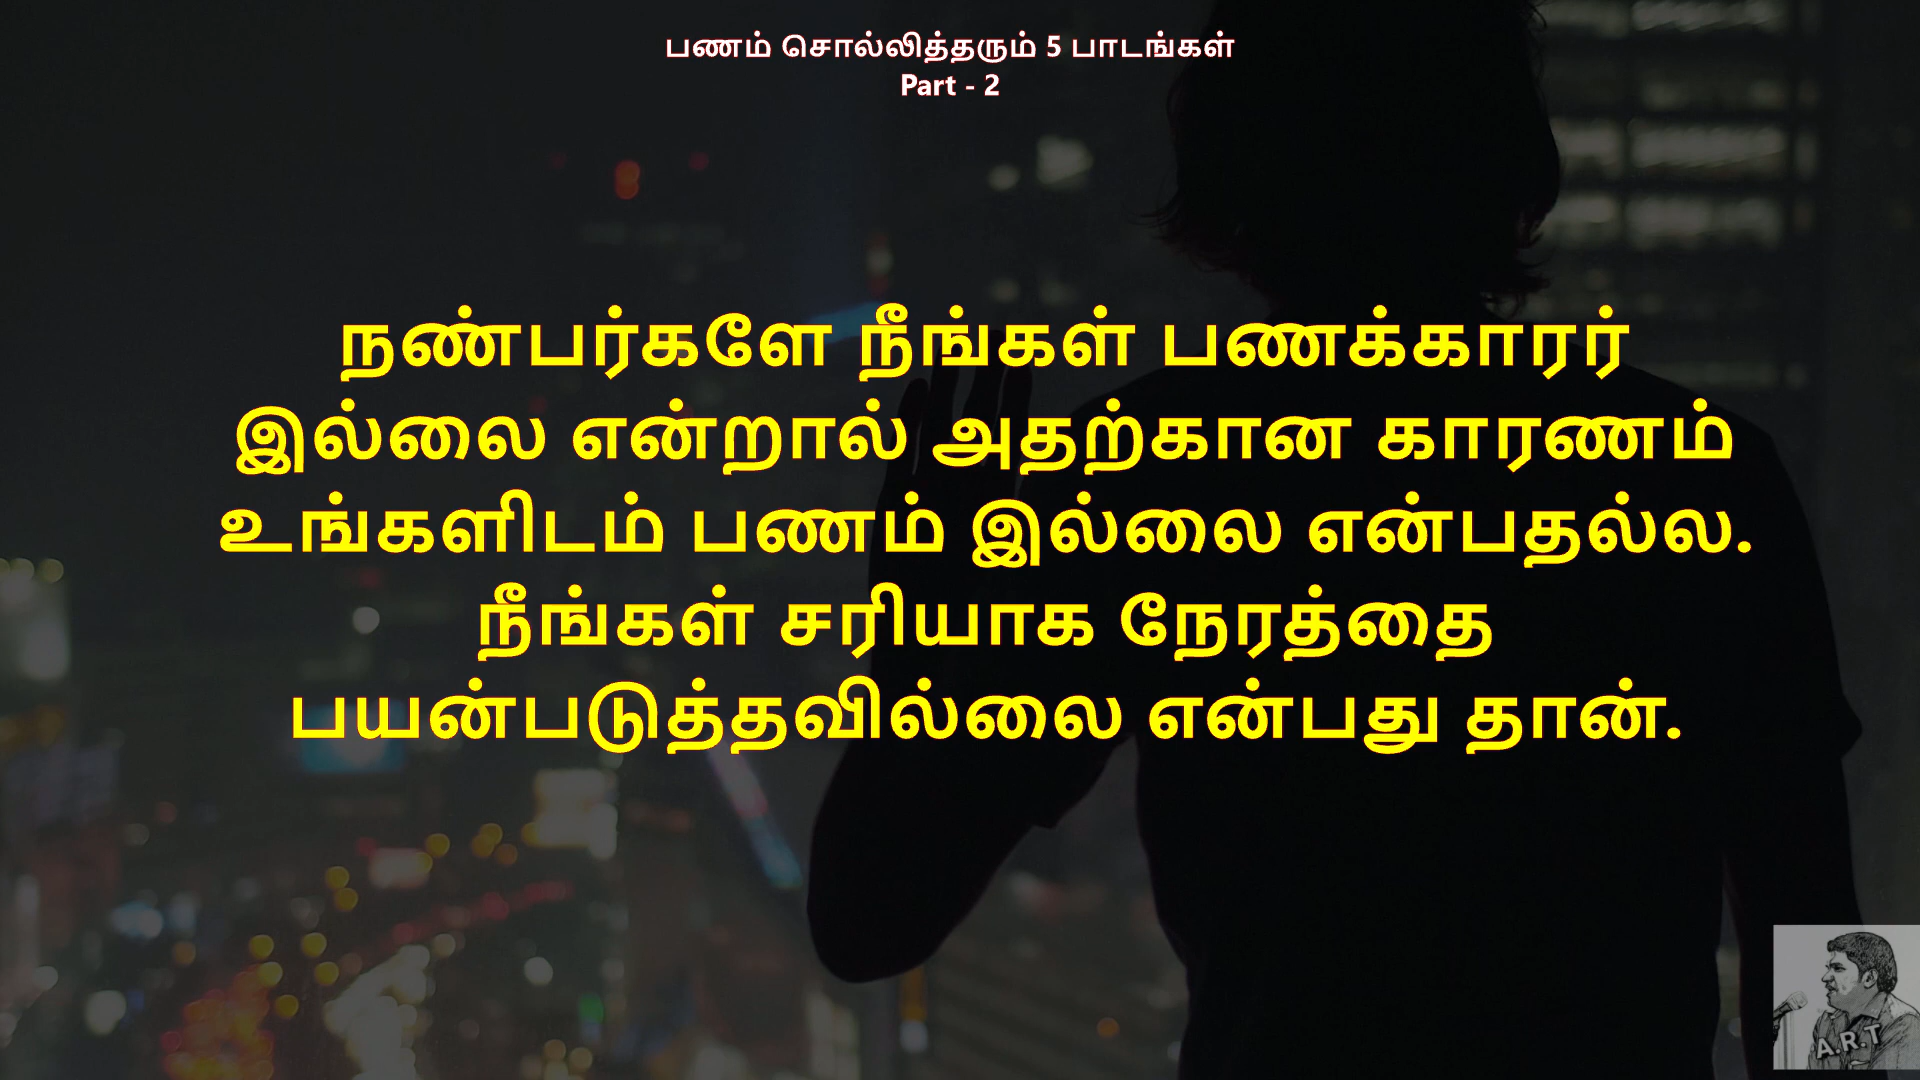 பணம் சொல்லித்தரும் 5 பாடங்கள்
Part - 2
நண்பர்களே நீங்கள் பணக்காரர்
இல்லை என்றால் அதற்கான காரணம்
உங்களிடம் பணம் இல்லை என்பதல்ல.
நீங்கள் சரியாக நேரத்தை
பயன்படுத்தவில்லை என்பது தான்.
A.R.T